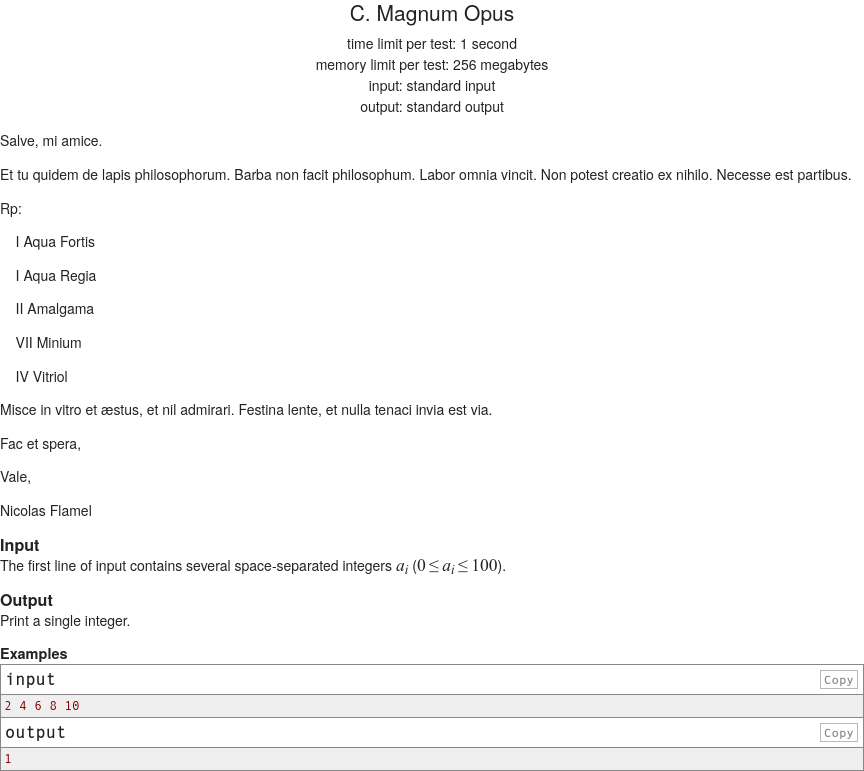 C. Magnum Opus
time limit per test: 1 second
memory limit per test: 256 megabytes
input: standard input
output: standard output
Salve, mi amice.
Et tu quidem de lapis philosophorum. Barba non facit philosophum. Labor omnia vincit. Non potest creatio ex nihilo. Necesse est partibus.
Rp:
I Aqua Fortis
I Aqua Regia
II Amalgama
VII Minium
IV Vitriol
Misce in vitro et æstus, et nil admirari. Festina lente, et nulla tenaci invia est via.
Fac et spera,
Vale,
Nicolas Flamel
Input
The first line of input contains several space-separated integers aᵢ (0 ≤ aᵢ ≤ 100).
Output
Print a single integer.
Examples
input Copy
2 4 6 8 10
output Copy
1